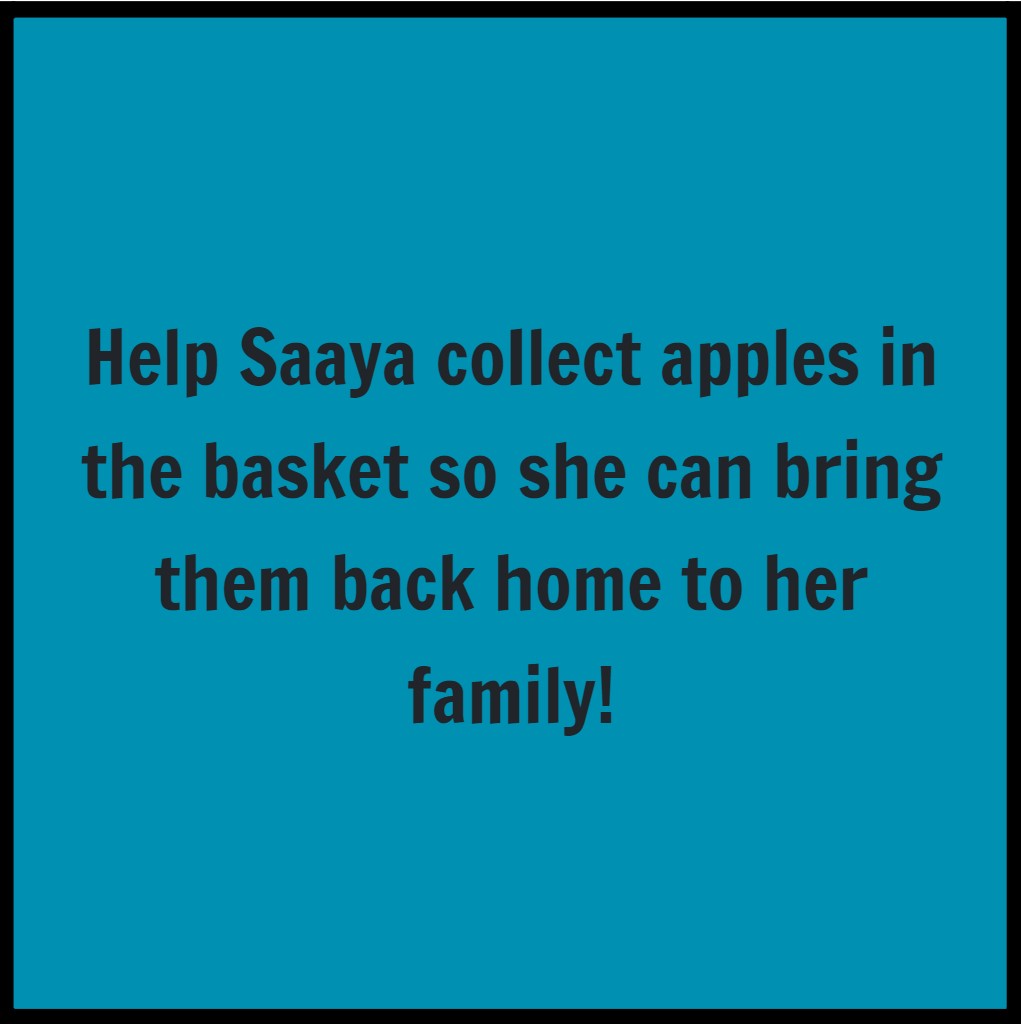 Help Saaya collect apples in
the basket so she can bring
them back home to her
family!